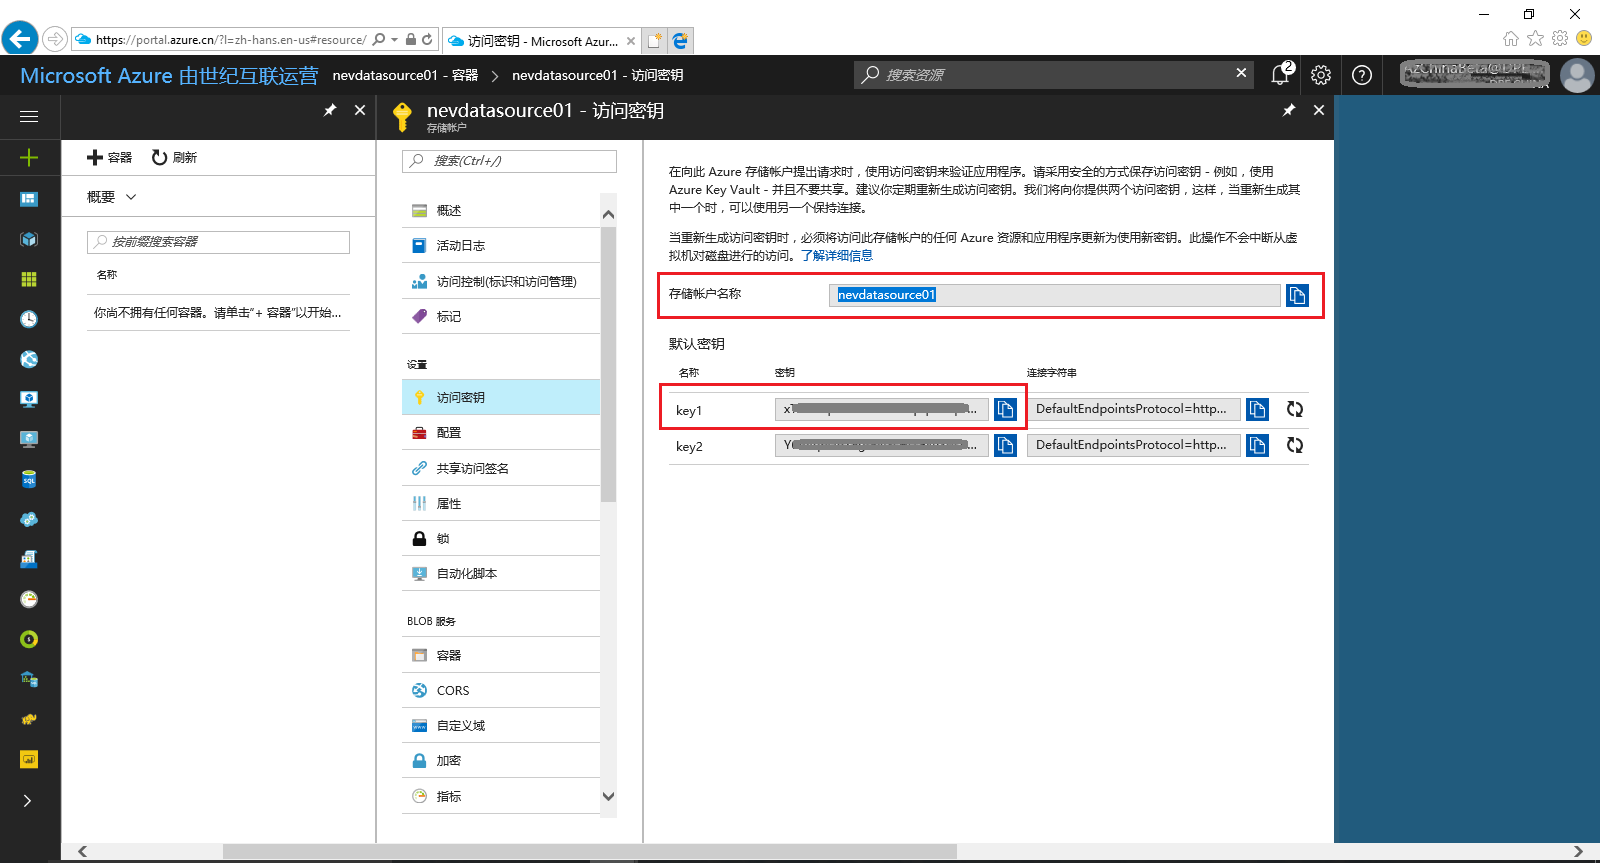 https://portal.azure.cn/?l=zh-hans.en-us#resource/
访问密钥 - Microsoft Azur...
Microsoft Azure 由世纪互联运营
nevdatasource01 - 容器
nevdatasource01 - 访问密钥
搜索资源
2
nevdatasource01 - 访问密钥
存储帐户
容器
刷新
概要
按前缀搜索容器
名称
你尚不拥有任何容器。请单击"+ 容器"以开始...
搜索(Ctrl+/)
概述
活动日志
访问控制(标识和访问管理)
标记
设置
访问密钥
配置
共享访问签名
属性
锁
自动化脚本
BLOB 服务
容器
CORS
自定义域
加密
指标
在向此 Azure 存储帐户提出请求时，使用访问密钥来验证应用程序。请采用安全的方式保存访问密钥 - 例如，使用
Azure Key Vault - 并且不要共享。建议你定期重新生成访问密钥。我们将向你提供两个访问密钥，这样，当重新生成其
中一个时，可以使用另一个保持连接。
当重新生成访问密钥时，必须将访问此存储帐户的任何 Azure 资源和应用程序更新为使用新密钥。此操作不会中断从虚
拟机对磁盘进行的访问。了解详细信息
存储帐户名称
nevdatasource01
默认密钥
名称
密钥
连接字符串
key1
DefaultEndpointsProtocol=http...
key2
DefaultEndpointsProtocol=http...